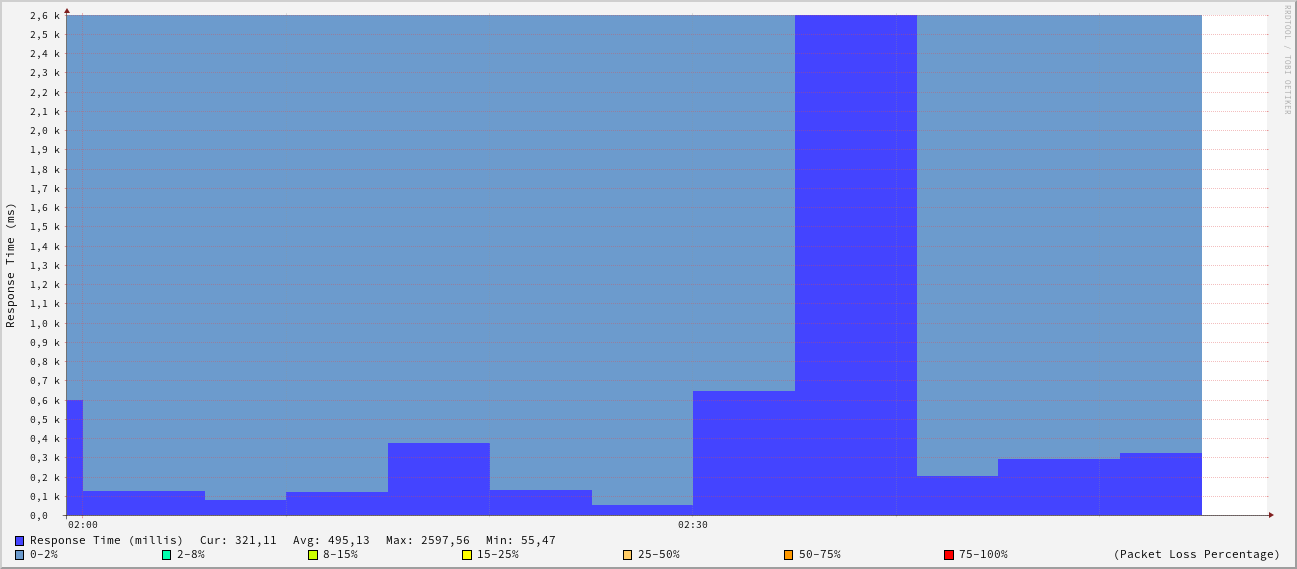 RRDTOOL / TOBI OETIKER
Response Time (ms)
2,6 k
2,5 k
2,4 k
2,3 k
2,2 k
2,1 k
2,0 k
1,9 k
1,8 k
1,7 k
1,6 k
1,5 k
1,4 k
1,3 k
1,2 k
1,1 k
1,0 k
0,9 k
0,8 k
0,7 k
0,6 k
0,5 k
0,4 k
0,3 k
0,2 k
0,1 k
0,0
02:00 02:30
Response Time (millis) Cur: 321,11 Avg: 495,13 Max: 2597,56 Min: 55,47
0-2% 2-8% 8-15% 15-25% 25-50% 50-75% 75-100% (Packet Loss Percentage)